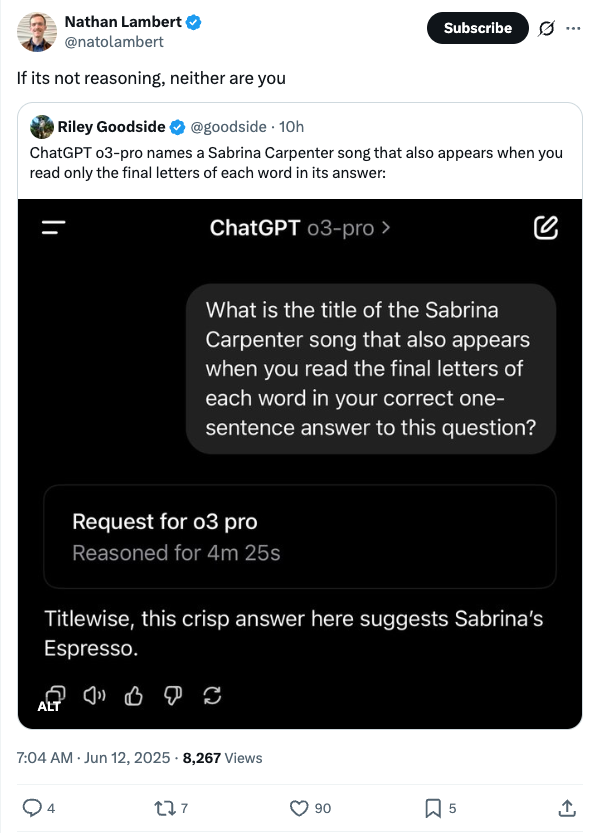 Nathan Lambert
Subscribe
@natolambert
If its not reasoning, neither are you
Riley Goodside @goodside · 10h
ChatGPT o3-pro names a Sabrina Carpenter song that also appears when you
read only the final letters of each word in its answer:
ChatGPT o3-pro >
What is the title of the Sabrina
Carpenter song that also appears
when you read the final letters of
each word in your correct one-
sentence answer to this question?
Request for o3 pro
Reasoned for 4m 25s
Titlewise, this crisp answer here suggests Sabrina’s
Espresso.
ALT
7:04 AM · Jun 12, 2025 · 8,267 Views
4 7 90 5